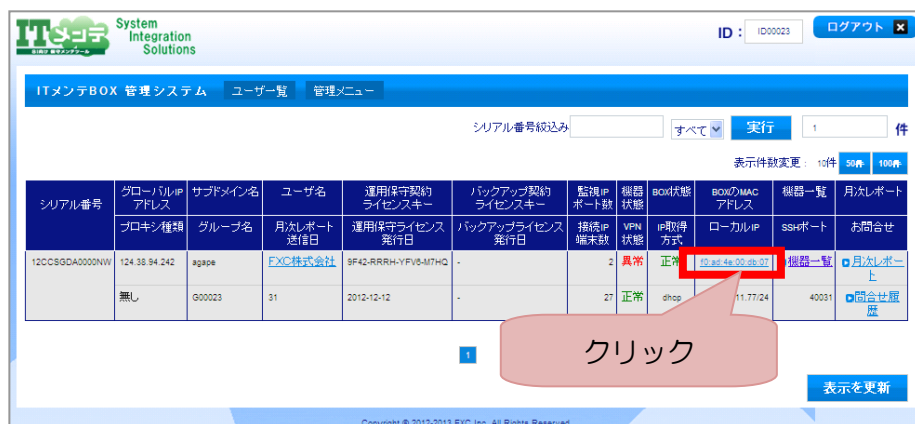 ITメンテ
System
Integration
Solutions
ID : ID00023
ログアウト
ITメンテBOX 管理システム ユーザ一覧 管理メニュー
シリアル番号絞込み すべて 実行 1 件
表示件数変更: 10件 50件 100件
シリアル番号 グローバルIPアドレス サブドメイン名 ユーザ名 運用保守契約ライセンスキー バックアップ契約ライセンスキー 監視IPポート数 機器状態 BOX状態 BOXのMACアドレス 機器一覧 月次レポート
プロキシ種類 グループ名 月次レポート送信日 運用保守ライセンス発行日 バックアップライセンス発行日 接続IP端末数 VPN状態 IP取得方式 ローカルIP SSHポート お問合せ
12CCSGDA0000NW 124.38.94.242 agape FXC株式会社 9F42-RRRH-YFV6-M7HQ - 2 異常 正常 f0:ad:4e:00:db:07 機器一覧 月次レポート
無し G00023 31 2012-12-12 - 27 正常 dhcp 11.77/24 40031 問合せ履歴
クリック
1
表示を更新
Copyright © 2012-2013 FXC Inc. All Rights Reserved.